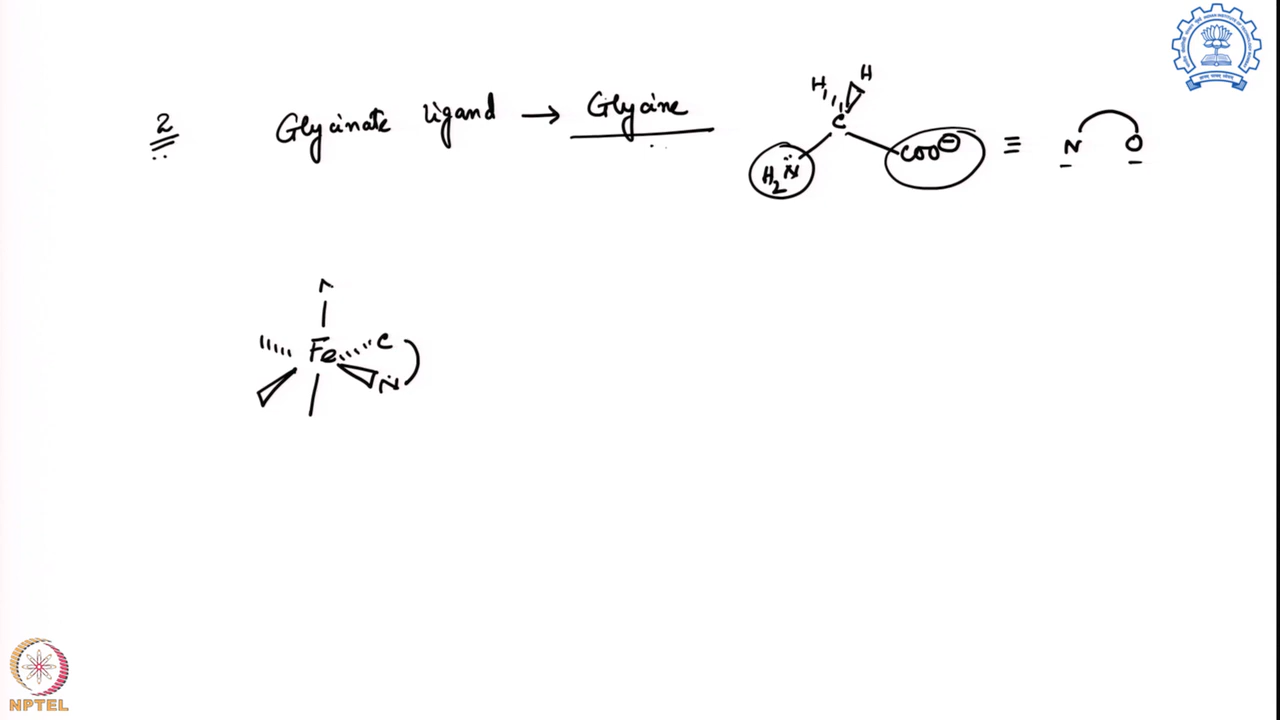 2 Glycinate ligand → Glycine
H H
C
H₂N̈ COO⊖ ≡ N O
Fe C
N
NPTEL